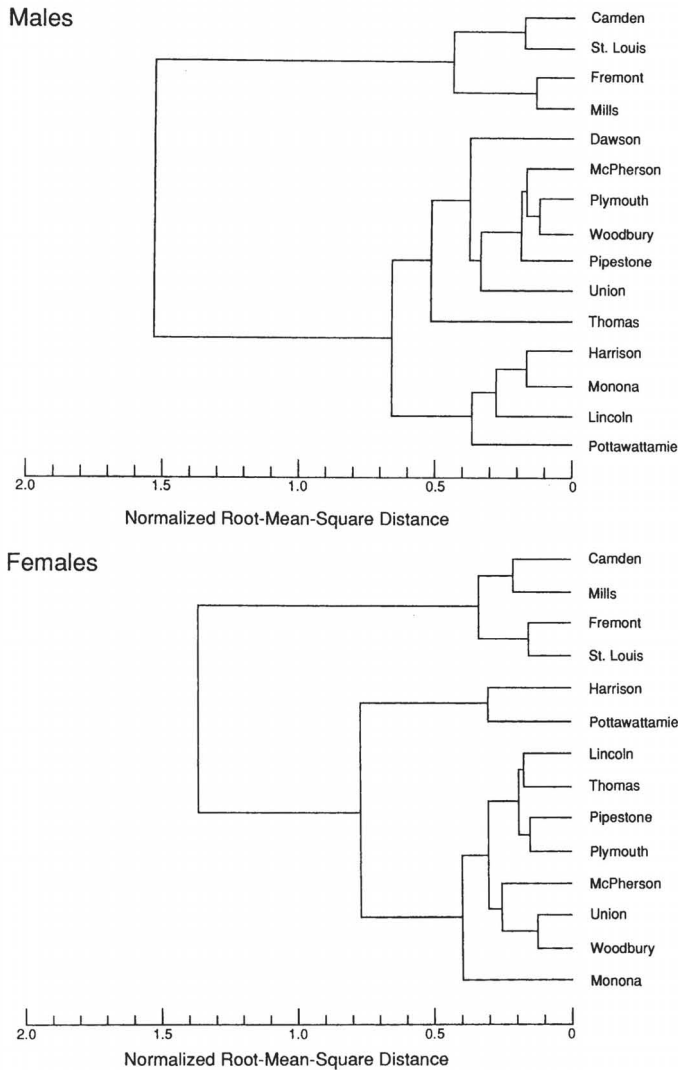 Males
Camden
St. Louis
Fremont
Mills
Dawson
McPherson
Plymouth
Woodbury
Pipestone
Union
Thomas
Harrison
Monona
Lincoln
Pottawattamie
2.0 1.5 1.0 0.5 0
Normalized Root-Mean-Square Distance
Females
Camden
Mills
Fremont
St. Louis
Harrison
Pottawattamie
Lincoln
Thomas
Pipestone
Plymouth
McPherson
Union
Woodbury
Monona
2.0 1.5 1.0 0.5 0
Normalized Root-Mean-Square Distance